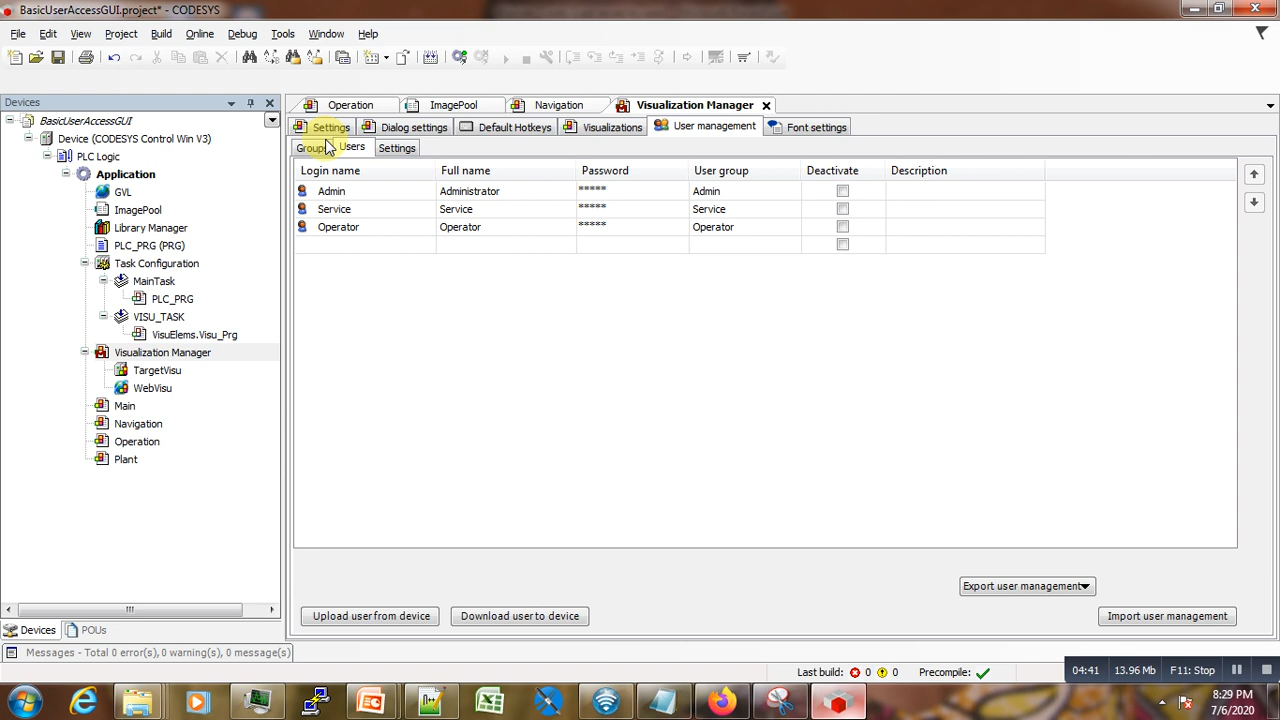 BasicUserAccessGUI.project* - CODESYS
File Edit View Project Build Online Debug Tools Window Help
Devices
BasicUserAccessGUI
Device (CODESYS Control Win V3)
PLC Logic
Application
GVL
ImagePool
Library Manager
PLC_PRG (PRG)
Task Configuration
MainTask
PLC_PRG
VISU_TASK
VisuElems.Visu_Prg
Visualization Manager
TargetVisu
WebVisu
Main
Navigation
Operation
Plant
Devices POUs
Operation ImagePool Navigation Visualization Manager
Settings Dialog settings Default Hotkeys Visualizations User management Font settings
Groups Users Settings
Login name Full name Password User group Deactivate Description
Admin Administrator ***** Admin
Service Service ***** Service
Operator Operator ***** Operator
Export user management
Upload user from device Download user to device Import user management
Messages - Total 0 error(s), 0 warning(s), 0 message(s)
Last build: 0 0 Precompile:
04:41 13.96 Mb F11: Stop
8:29 PM
7/6/2020